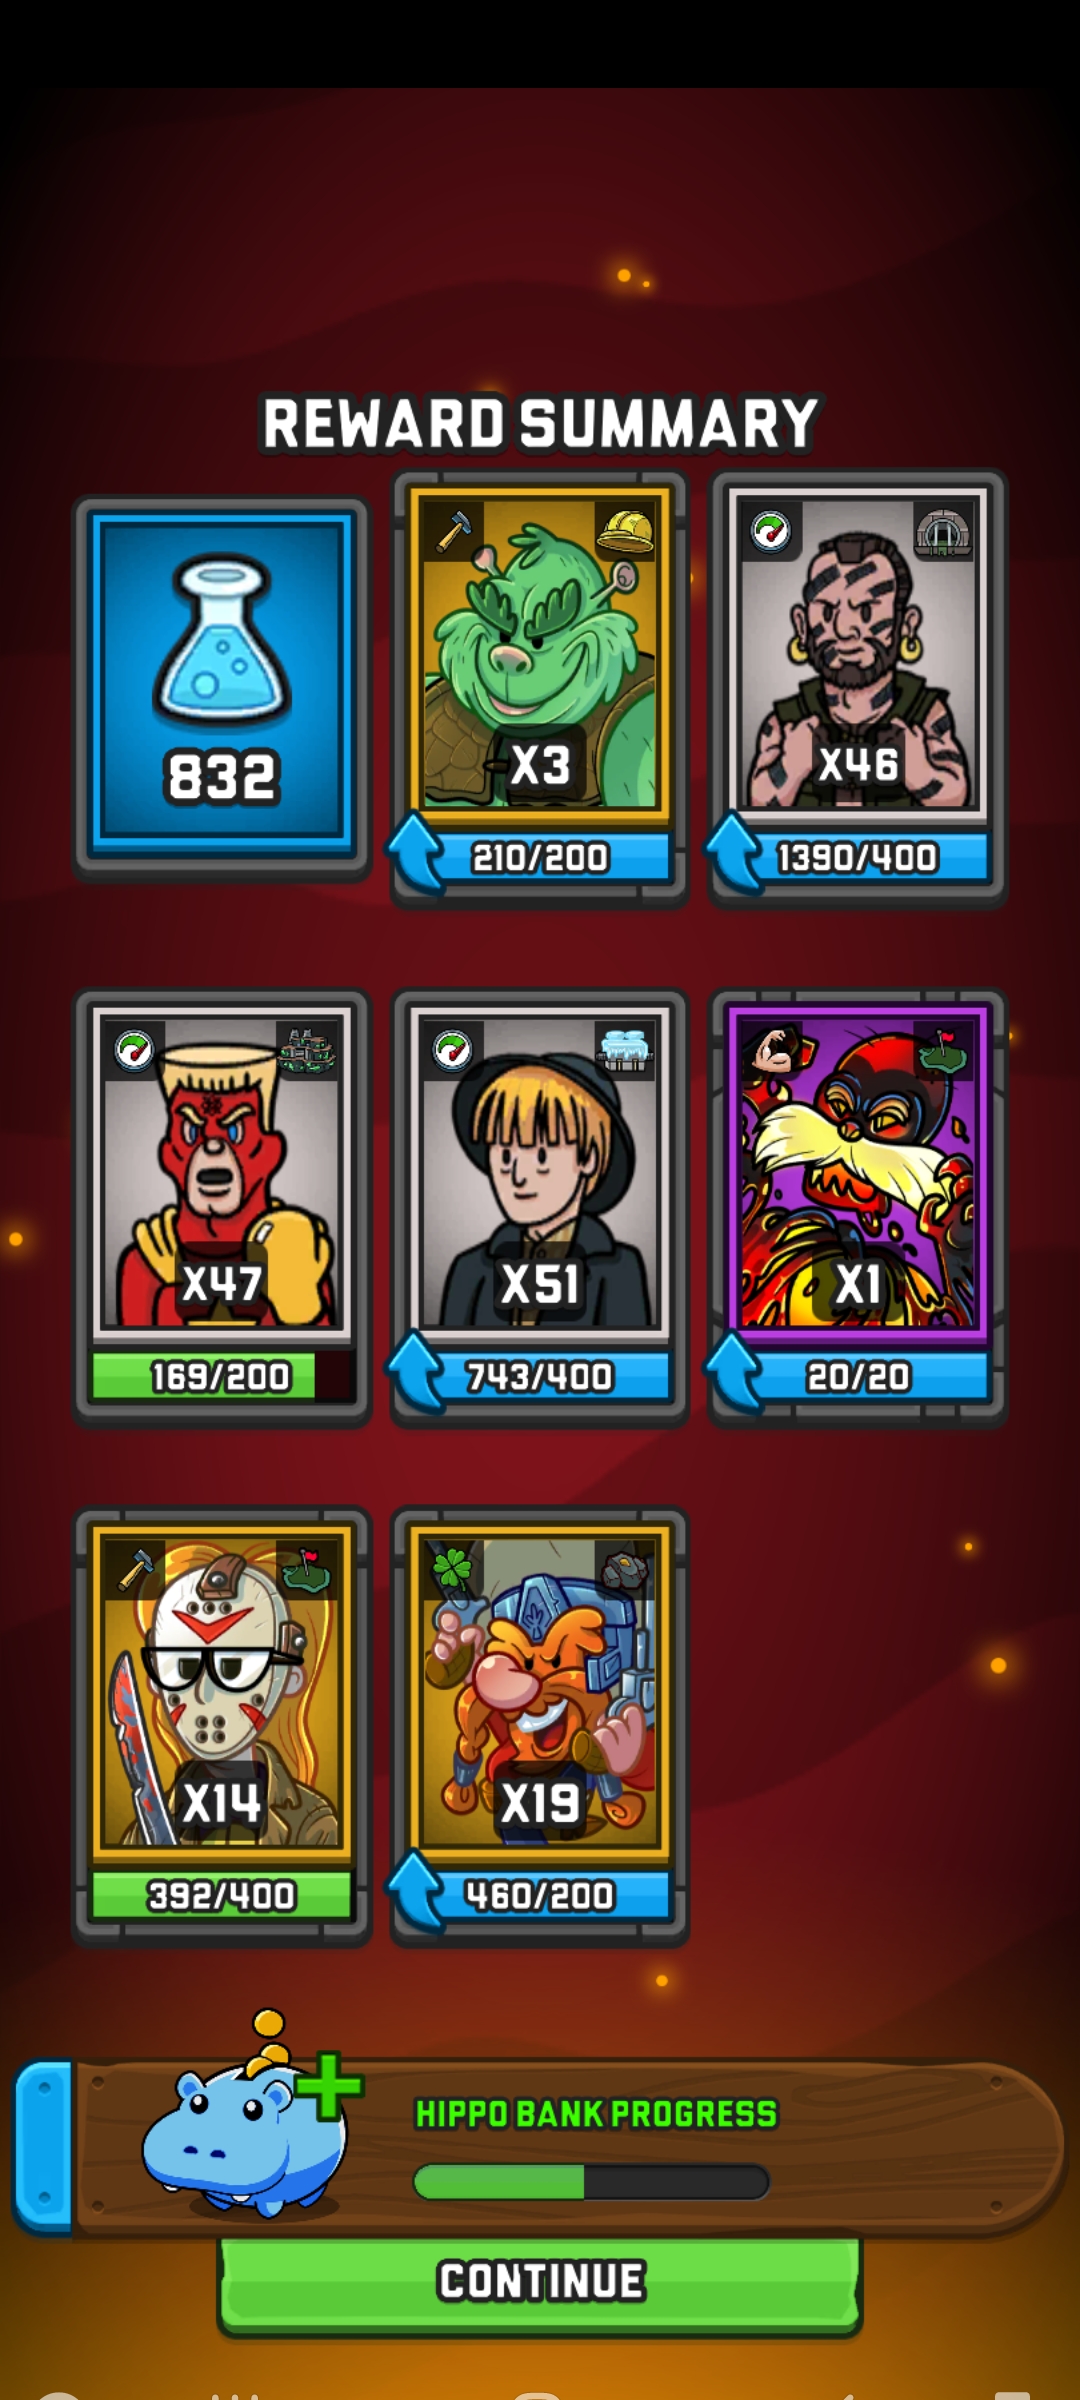 REWARD SUMMARY
832
X3
210/200
X46
1390/400
X47
169/200
X51
743/400
X1
20/20
X14
392/400
X19
460/200
HIPPO BANK PROGRESS
CONTINUE